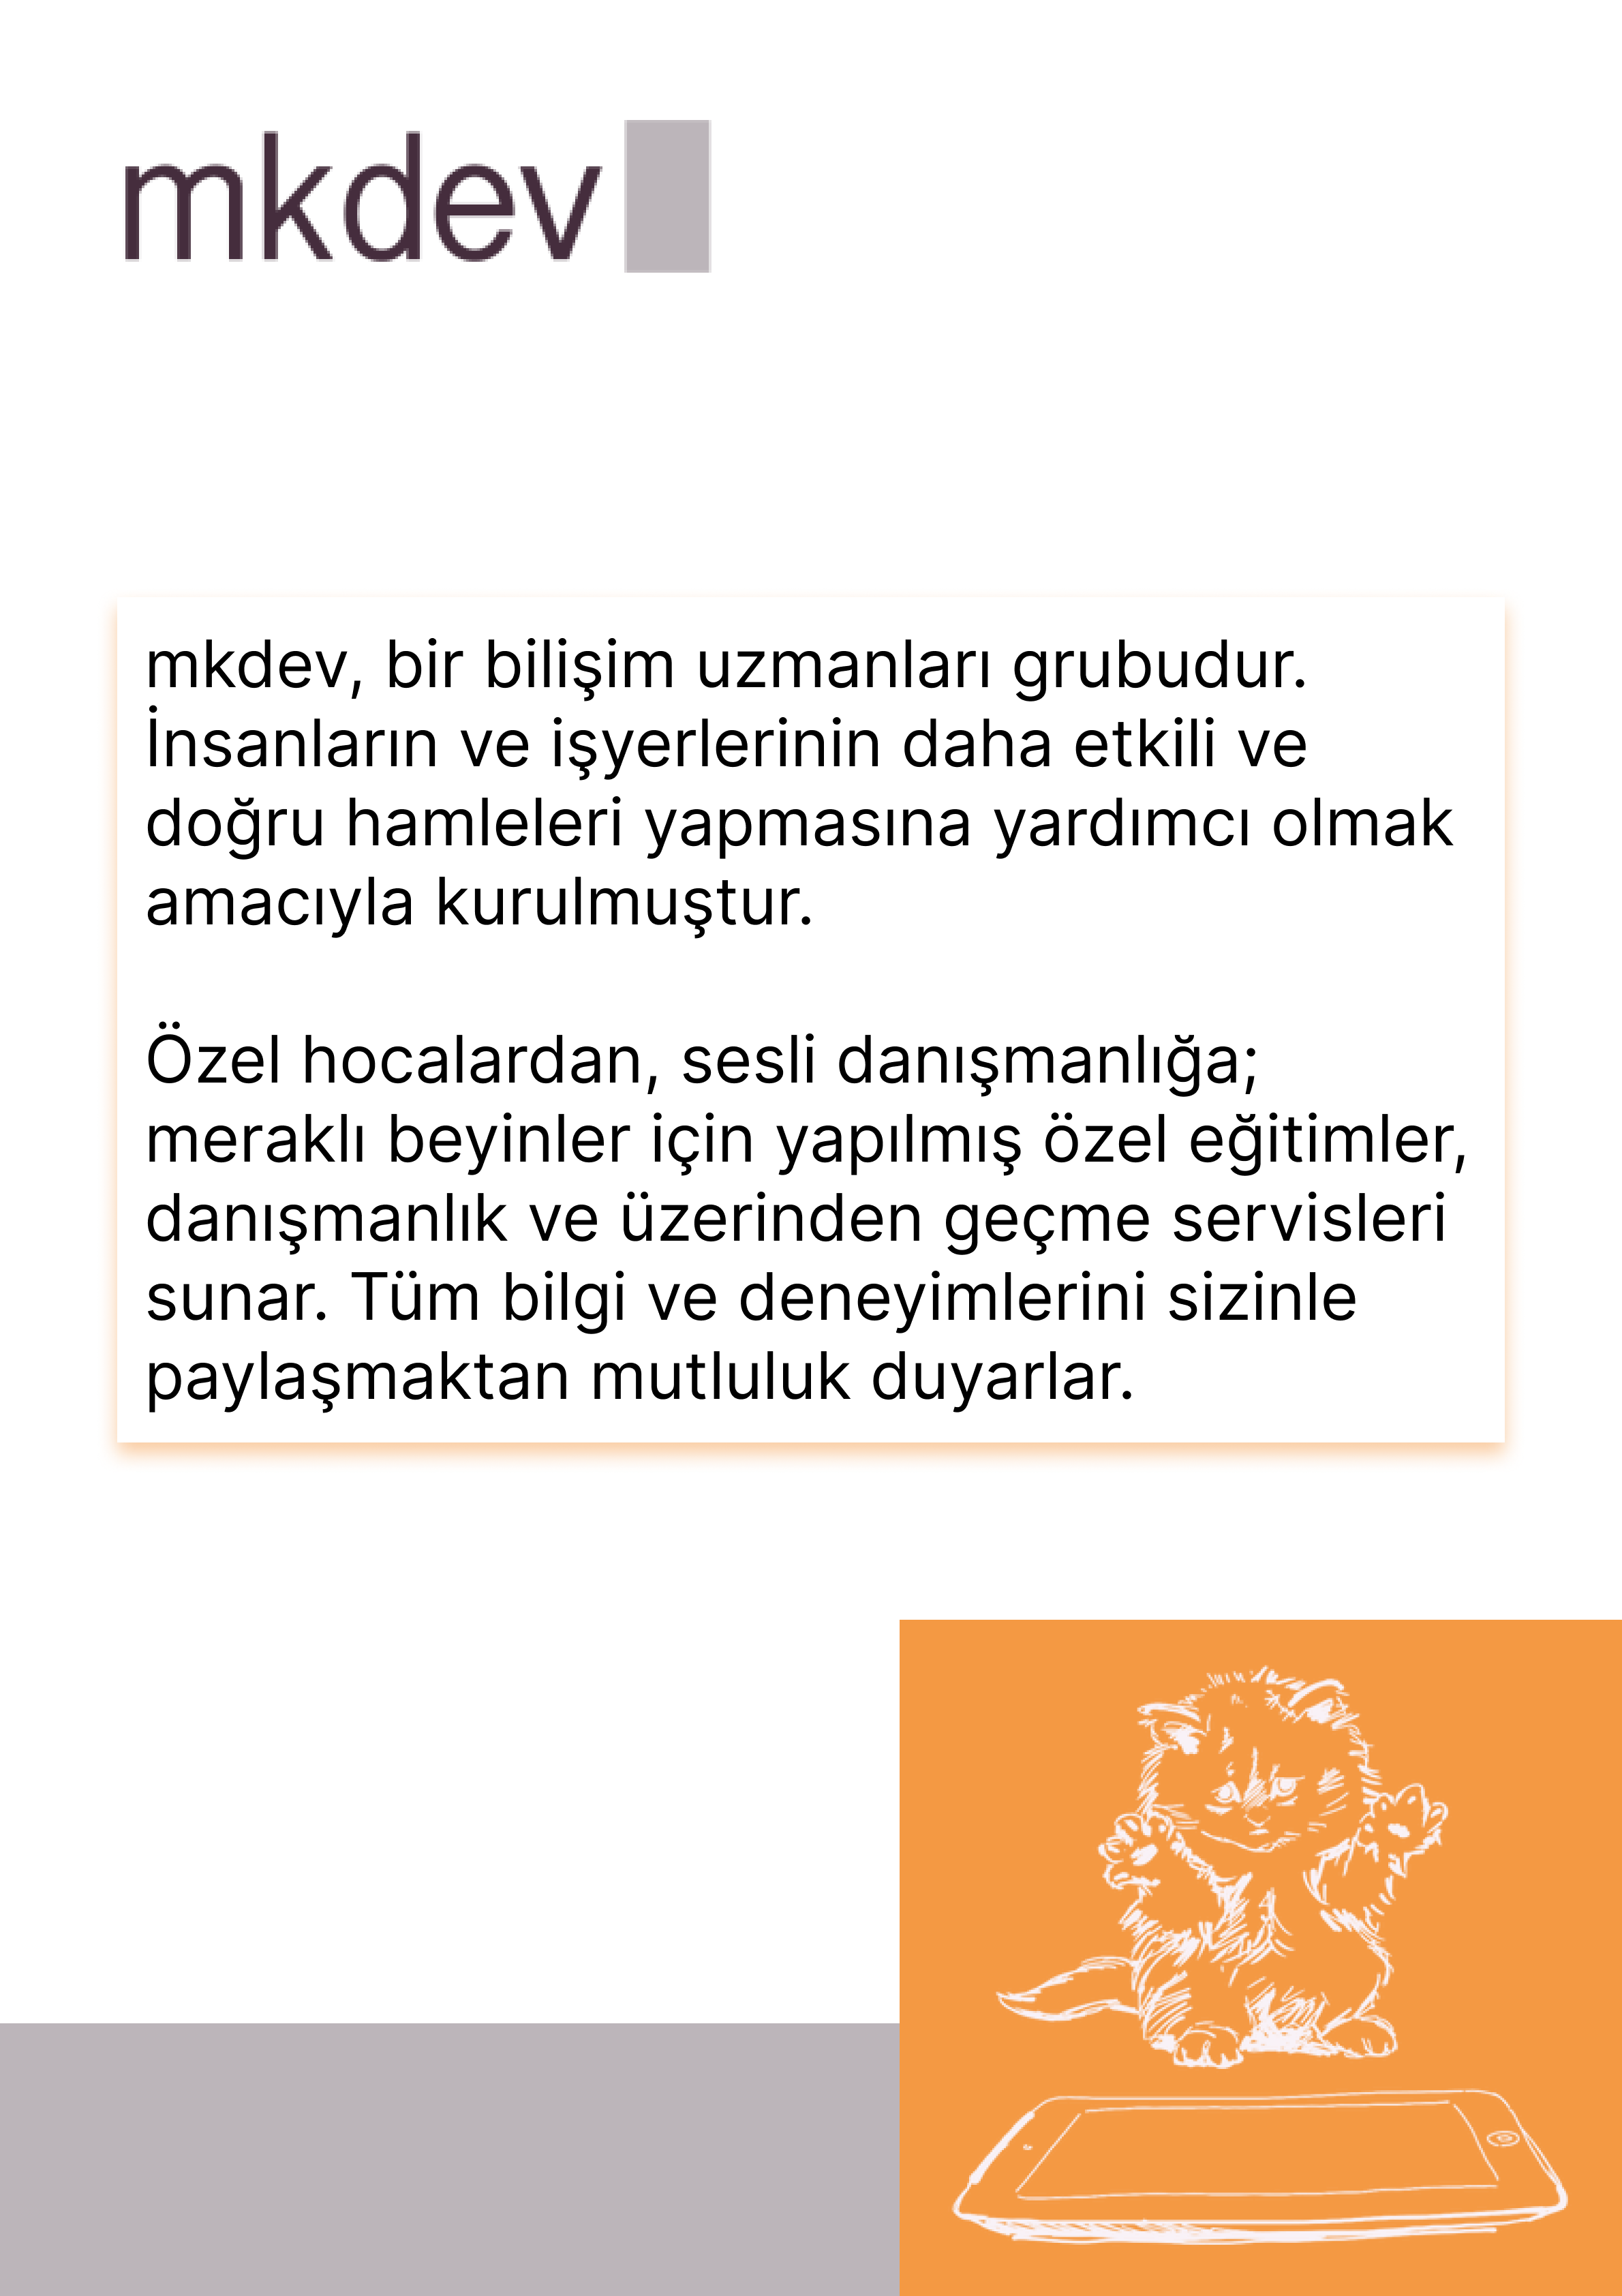 mkdev
mkdev, bir bilişim uzmanları grubudur.
İnsanların ve işyerlerinin daha etkili ve
doğru hamleleri yapmasına yardımcı olmak
amacıyla kurulmuştur.
Özel hocalardan, sesli danışmanlığa;
meraklı beyinler için yapılmış özel eğitimler,
danışmanlık ve üzerinden geçme servisleri
sunar. Tüm bilgi ve deneyimlerini sizinle
paylaşmaktan mutluluk duyarlar.